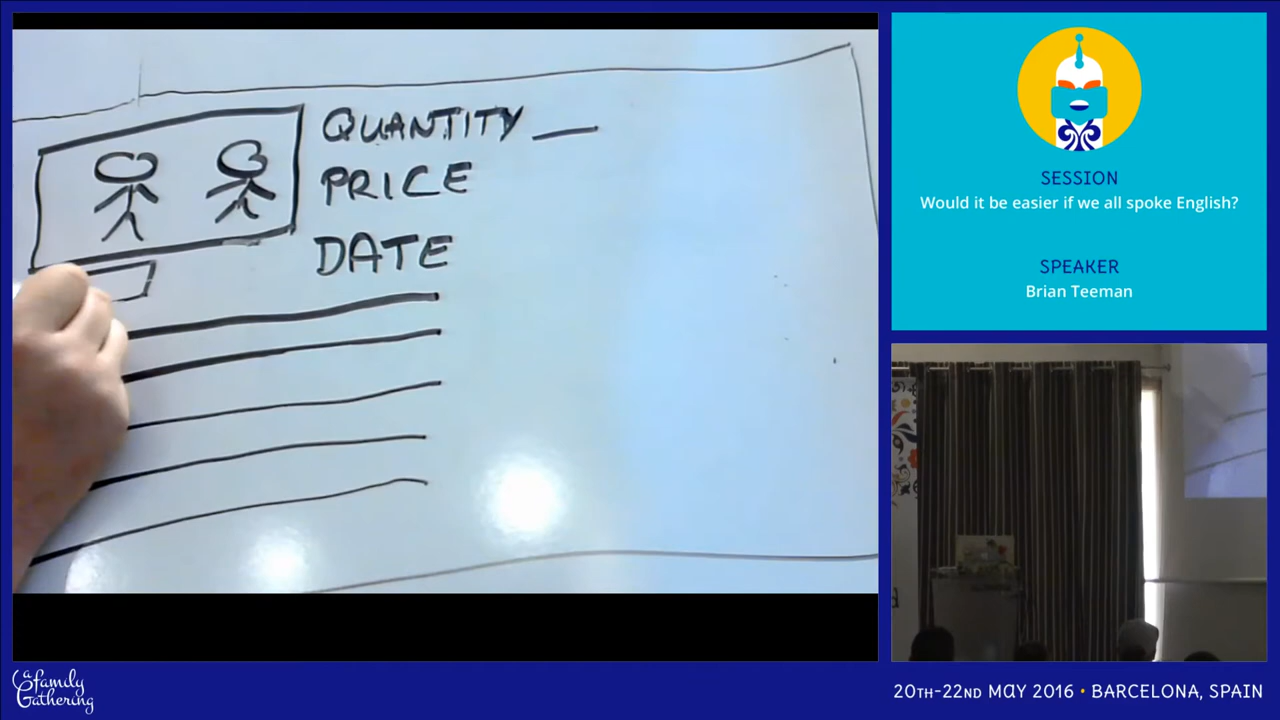 QUANTITY __
PRICE
DATE
SESSION
Would it be easier if we all spoke English?
SPEAKER
Brian Teeman
a family
Gathering
20TH-22ND MAY 2016 • BARCELONA, SPAIN